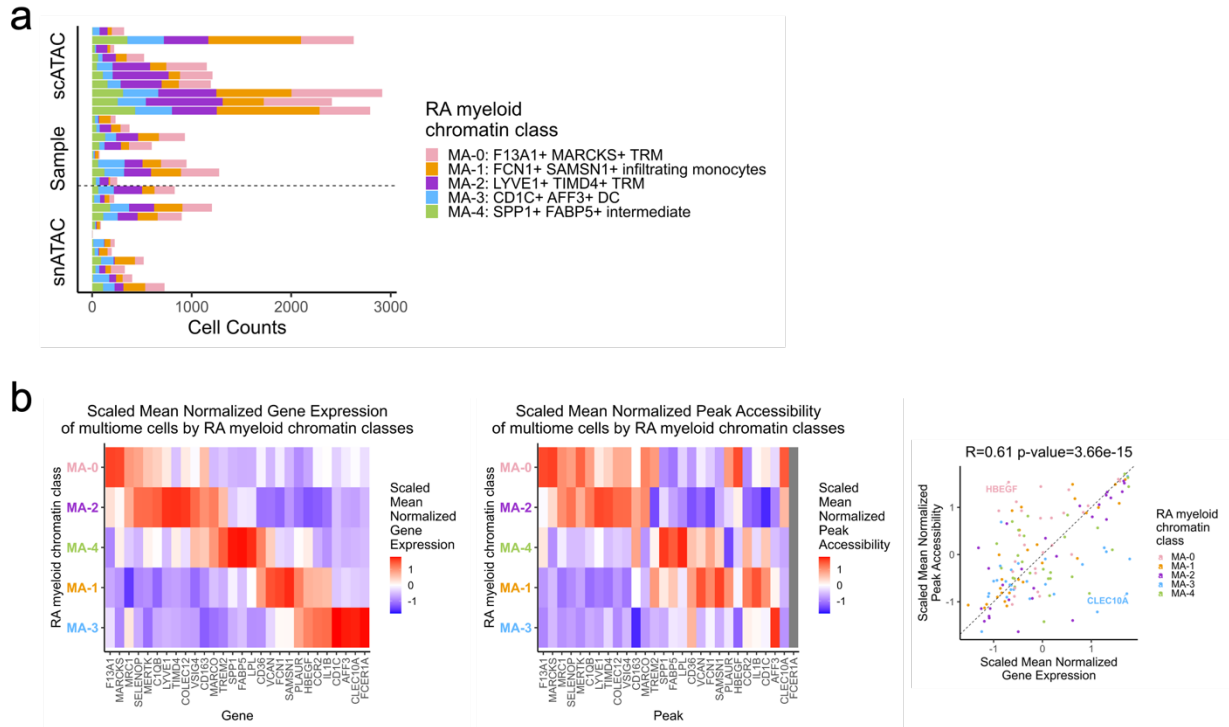 a
scATAC
Sample
snATAC
0
1000
2000
3000
Cell Counts
RA myeloid
chromatin class
MA-0: F13A1+ MARCKS+ TRM
MA-1: FCN1+ SAMSN1+ infiltrating monocytes
MA-2: LYVE1+ TIMD4+ TRM
MA-3: CD1C+ AFF3+ DC
MA-4: SPP1+ FABP5+ intermediate
b
Scaled Mean Normalized Gene Expression
of multiome cells by RA myeloid chromatin classes
RA myeloid chromatin class
MA-0
MA-2
MA-4
MA-1
MA-3
F13A1
MARCKS
MRC1
SELENOP
MERTK
C1QB
LYVE1
TIMD4
COLEC12
VSIG4
CD163
MARCO
TREM2
SPP1
FABP5
LPL
CD36
VCAN
FCN1
SAMSN1
PLAUR
HBEGF
CCR2
IL1B
CD1C
AFF3
CLEC10A
FCER1A
Gene
Scaled
Mean
Normalized
Gene
Expression
1
0
-1
Scaled Mean Normalized Peak Accessibility
of multiome cells by RA myeloid chromatin classes
RA myeloid chromatin class
MA-0
MA-2
MA-4
MA-1
MA-3
F13A1
MARCKS
MRC1
SELENOP
MERTK
C1QB
LYVE1
TIMD4
COLEC12
VSIG4
CD163
MARCO
TREM2
SPP1
FABP5
LPL
CD36
VCAN
FCN1
SAMSN1
PLAUR
HBEGF
CCR2
IL1B
CD1C
AFF3
CLEC10A
FCER1A
Peak
Scaled
Mean
Normalized
Peak
Accessibility
1
0
-1
R=0.61 p-value=3.66e-15
Scaled Mean Normalized
Peak Accessibility
1
0
-1
HBEGF
CLEC10A
-1
0
1
Scaled Mean Normalized
Gene Expression
RA myeloid
chromatin
class
MA-0
MA-1
MA-2
MA-3
MA-4